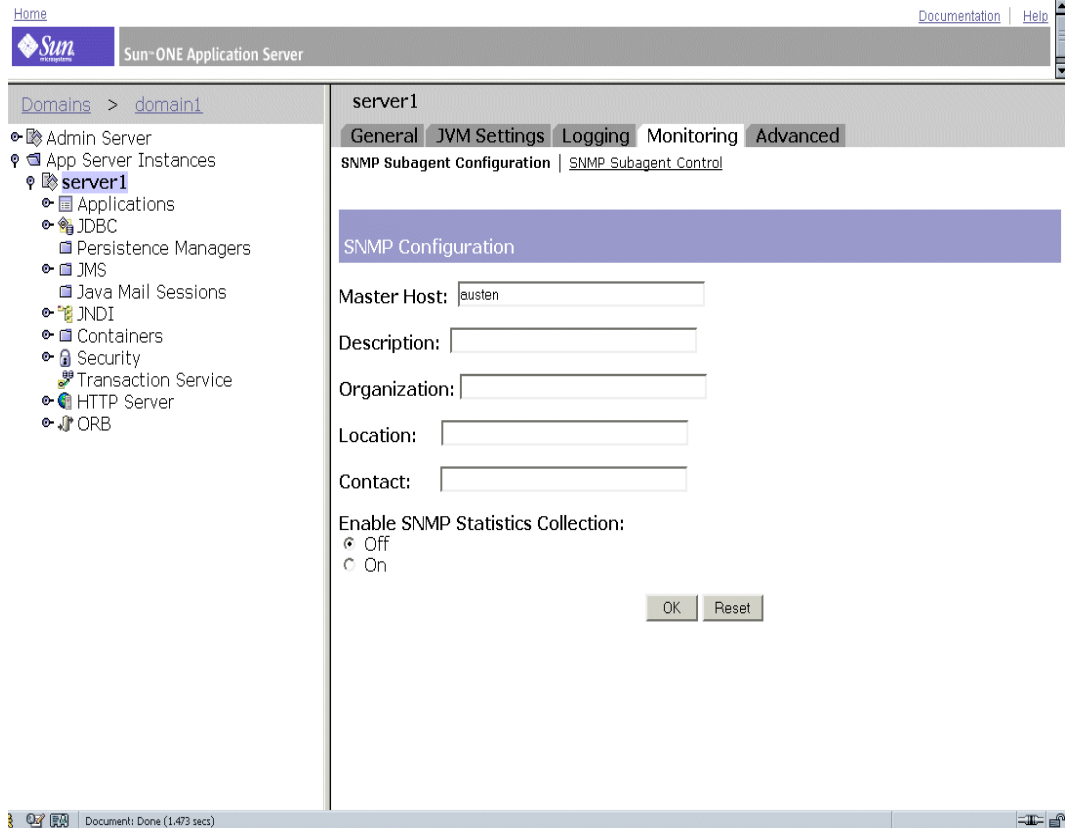 Home
Documentation | Help
Sun
microsystems
Sun™ ONE Application Server
Domains > domain1
Admin Server
App Server Instances
server1
Applications
JDBC
Persistence Managers
JMS
Java Mail Sessions
JNDI
Containers
Security
Transaction Service
HTTP Server
ORB
server1
General JVM Settings Logging Monitoring Advanced
SNMP Subagent Configuration | SNMP Subagent Control
SNMP Configuration
Master Host: austen
Description:
Organization:
Location:
Contact:
Enable SNMP Statistics Collection:
Off
On
OK Reset
Document: Done (1.473 secs)